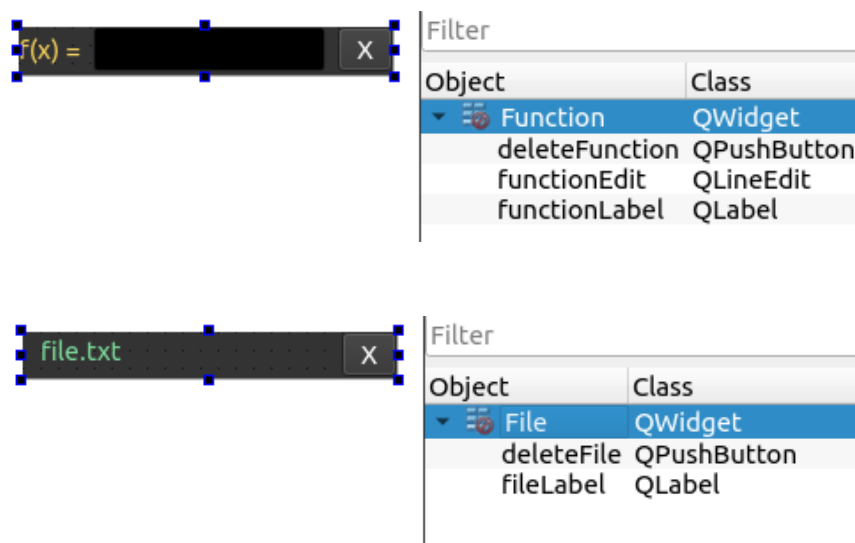 f(x) = X
Filter
Object Class
Function QWidget
deleteFunction QPushButton
functionEdit QLineEdit
functionLabel QLabel
file.txt X
Filter
Object Class
File QWidget
deleteFile QPushButton
fileLabel QLabel